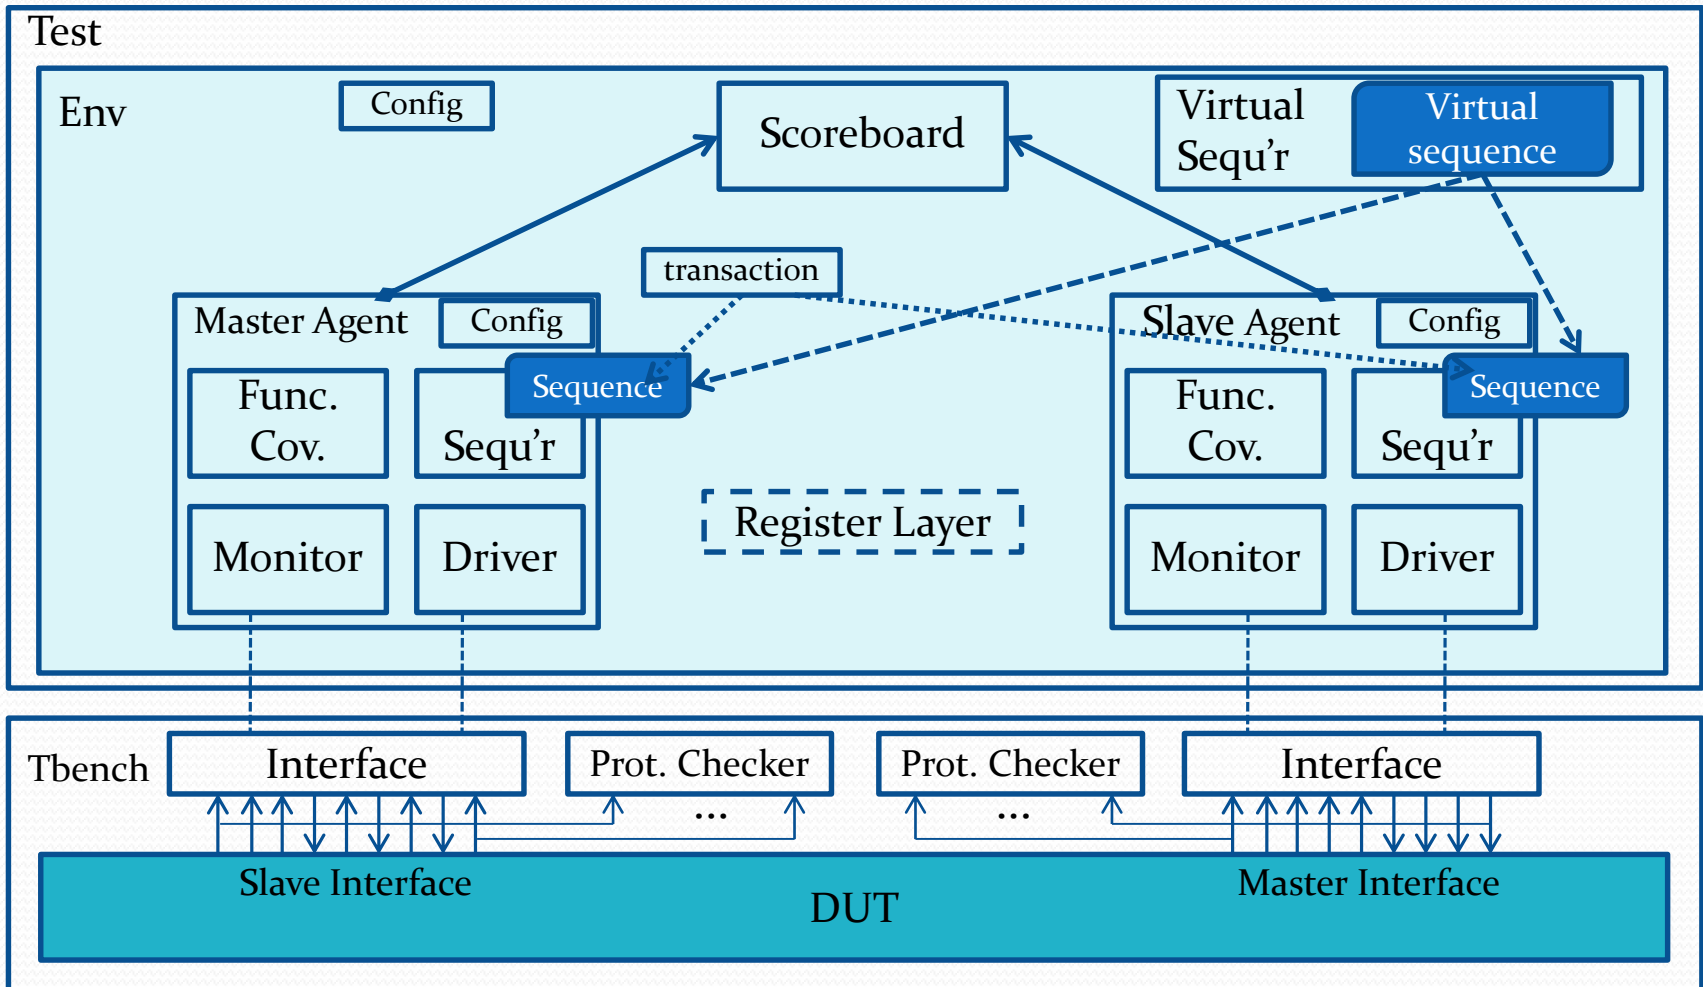 Test
Env
Config
Scoreboard
Virtual
Sequ'r
Virtual
sequence
transaction
Master Agent
Config
Sequence
Func.
Cov.
Sequ'r
Monitor
Driver
Register Layer
Slave Agent
Config
Sequence
Func.
Cov.
Sequ'r
Monitor
Driver
Tbench
Interface
Prot. Checker
...
Prot. Checker
...
Interface
Slave Interface
DUT
Master Interface